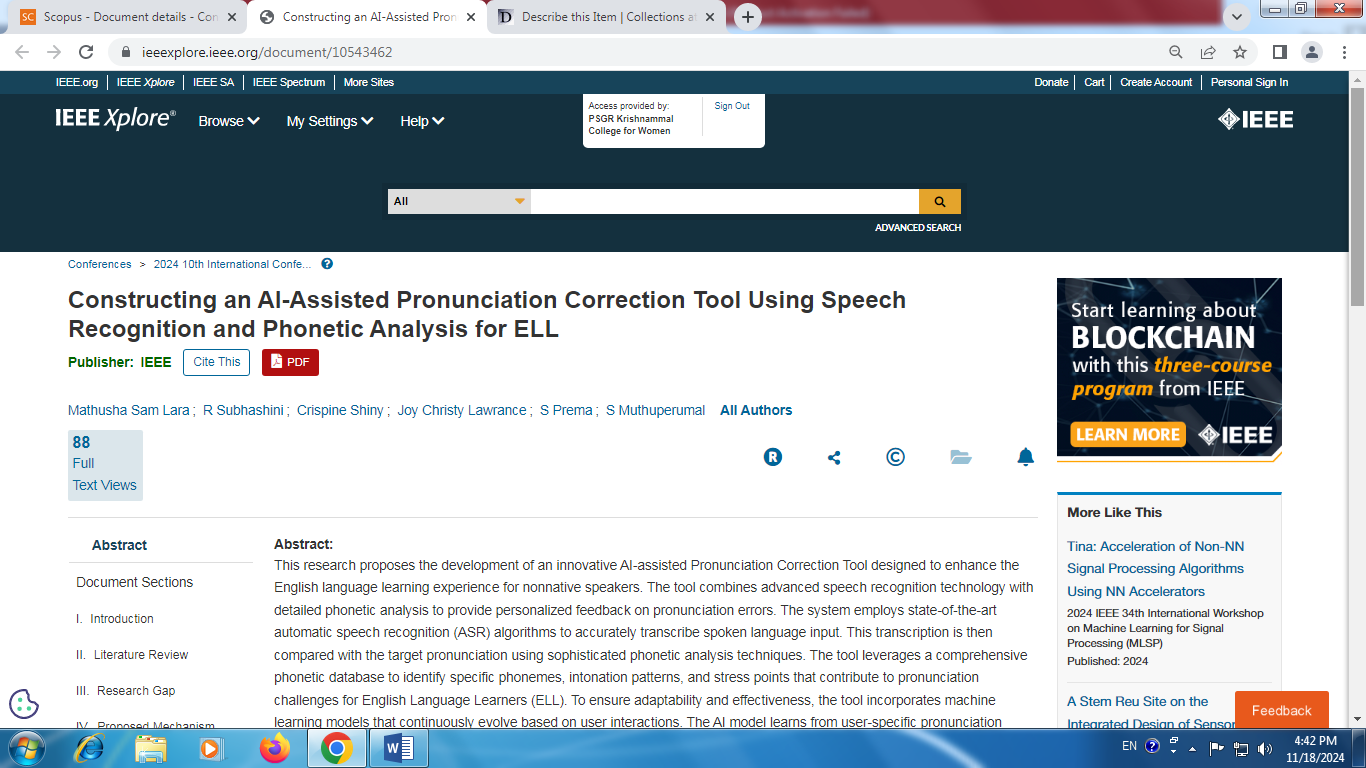 Scopus - Document details - Con
Constructing an AI-Assisted Pron
Describe this Item | Collections at
ieeexplore.ieee.org/document/10543462
IEEE.org
IEEE Xplore
IEEE SA
IEEE Spectrum
More Sites
Donate
Cart
Create Account
Personal Sign In
IEEE Xplore®
Browse
My Settings
Help
Access provided by:
PSGR Krishnammal
College for Women
Sign Out
IEEE
All
ADVANCED SEARCH
Conferences > 2024 10th International Confe...
Constructing an AI-Assisted Pronunciation Correction Tool Using Speech
Recognition and Phonetic Analysis for ELL
Publisher: IEEE
Cite This
PDF
Mathusha Sam Lara ; R Subhashini ; Crispine Shiny ; Joy Christy Lawrance ; S Prema ; S Muthuperumal All Authors
88
Full
Text Views
Abstract
Document Sections
I. Introduction
II. Literature Review
III. Research Gap
IV. Proposed Mechanism
Abstract:
This research proposes the development of an innovative AI-assisted Pronunciation Correction Tool designed to enhance the
English language learning experience for nonnative speakers. The tool combines advanced speech recognition technology with
detailed phonetic analysis to provide personalized feedback on pronunciation errors. The system employs state-of-the-art
automatic speech recognition (ASR) algorithms to accurately transcribe spoken language input. This transcription is then
compared with the target pronunciation using sophisticated phonetic analysis techniques. The tool leverages a comprehensive
phonetic database to identify specific phonemes, intonation patterns, and stress points that contribute to pronunciation
challenges for English Language Learners (ELL). To ensure adaptability and effectiveness, the tool incorporates machine
learning models that continuously evolve based on user interactions. The AI model learns from user-specific pronunciation
Start learning about
BLOCKCHAIN
with this three-course
program from IEEE
LEARN MORE
IEEE
More Like This
Tina: Acceleration of Non-NN
Signal Processing Algorithms
Using NN Accelerators
2024 IEEE 34th International Workshop
on Machine Learning for Signal
Processing (MLSP)
Published: 2024
A Stem Reu Site on the
Integrated Design of Sensor
Feedback
EN
4:42 PM
11/18/2024